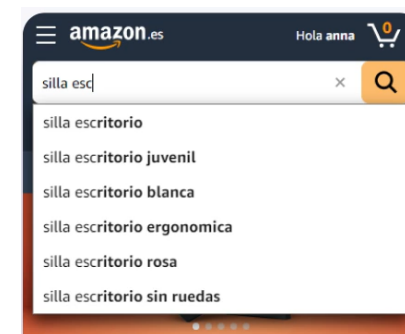 amazon.es
Hola anna
0
silla esc
silla escritorio
silla escritorio juvenil
silla escritorio blanca
silla escritorio ergonomica
silla escritorio rosa
silla escritorio sin ruedas